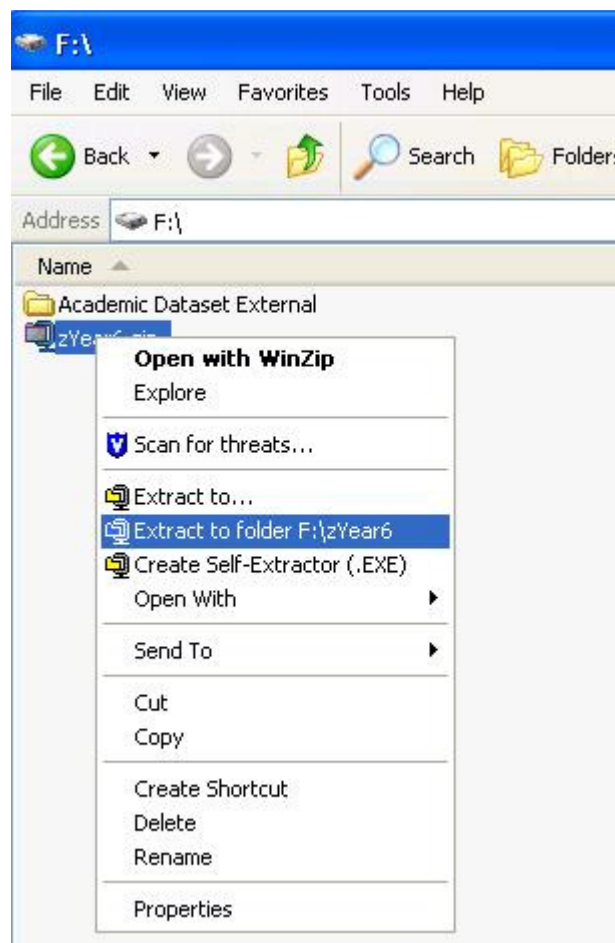 F:\
File Edit View Favorites Tools Help
Back Search Folders
Address F:\
Name
Academic Dataset External
zYear6.zip
Open with WinZip
Explore
Scan for threats...
Extract to...
Extract to folder F:\zYear6
Create Self-Extractor (.EXE)
Open With
Send To
Cut
Copy
Create Shortcut
Delete
Rename
Properties